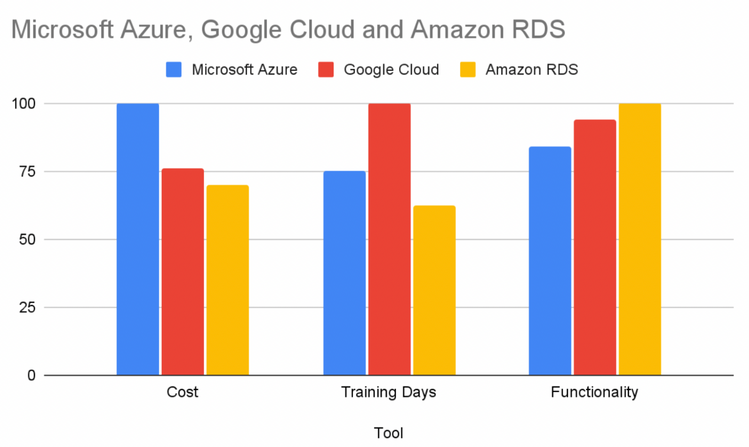 Microsoft Azure, Google Cloud and Amazon RDS
Microsoft Azure Google Cloud Amazon RDS
100
75
50
25
0
Cost Training Days Functionality
Tool